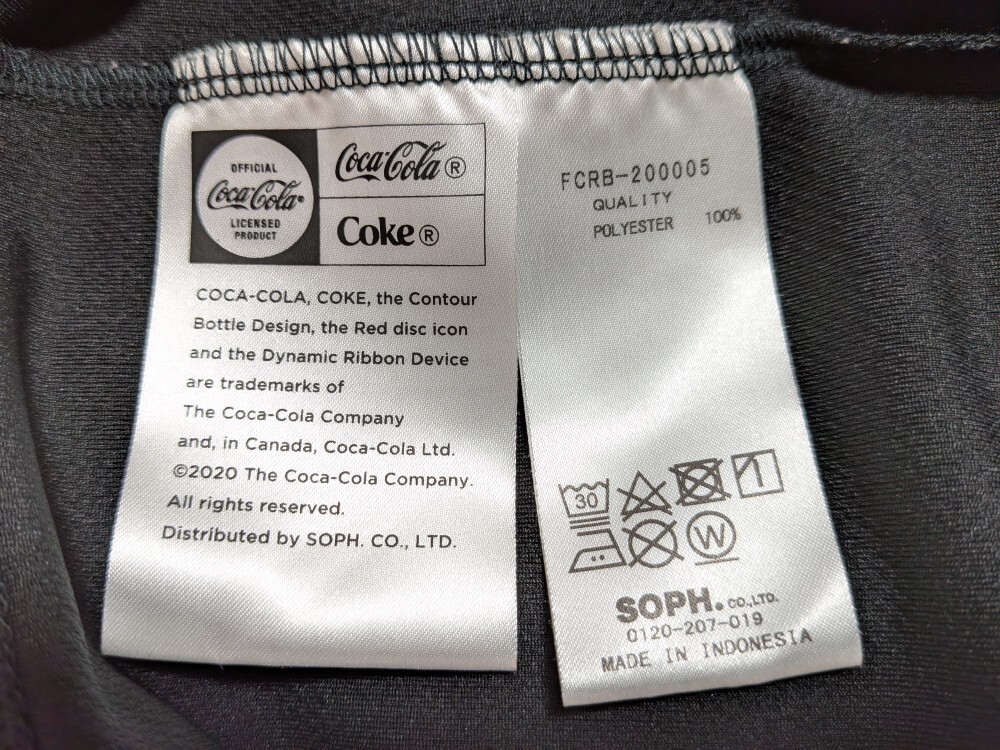 OFFICIAL
Coca-Cola®
LICENSED
PRODUCT
Coca-Cola®
Coke®
COCA-COLA, COKE, the Contour
Bottle Design, the Red disc icon
and the Dynamic Ribbon Device
are trademarks of
The Coca-Cola Company
and, in Canada, Coca-Cola Ltd.
©2020 The Coca-Cola Company.
All rights reserved.
Distributed by SOPH. CO., LTD.
FCRB-200005
QUALITY
POLYESTER 100%
30
W
SOPH. CO.,LTD.
0120-207-019
MADE IN INDONESIA